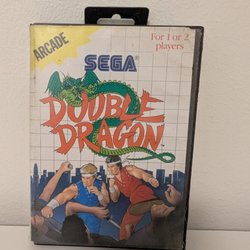 ARCADE
SEGA
For 1 or 2
players
DOUBLE
DRAGON